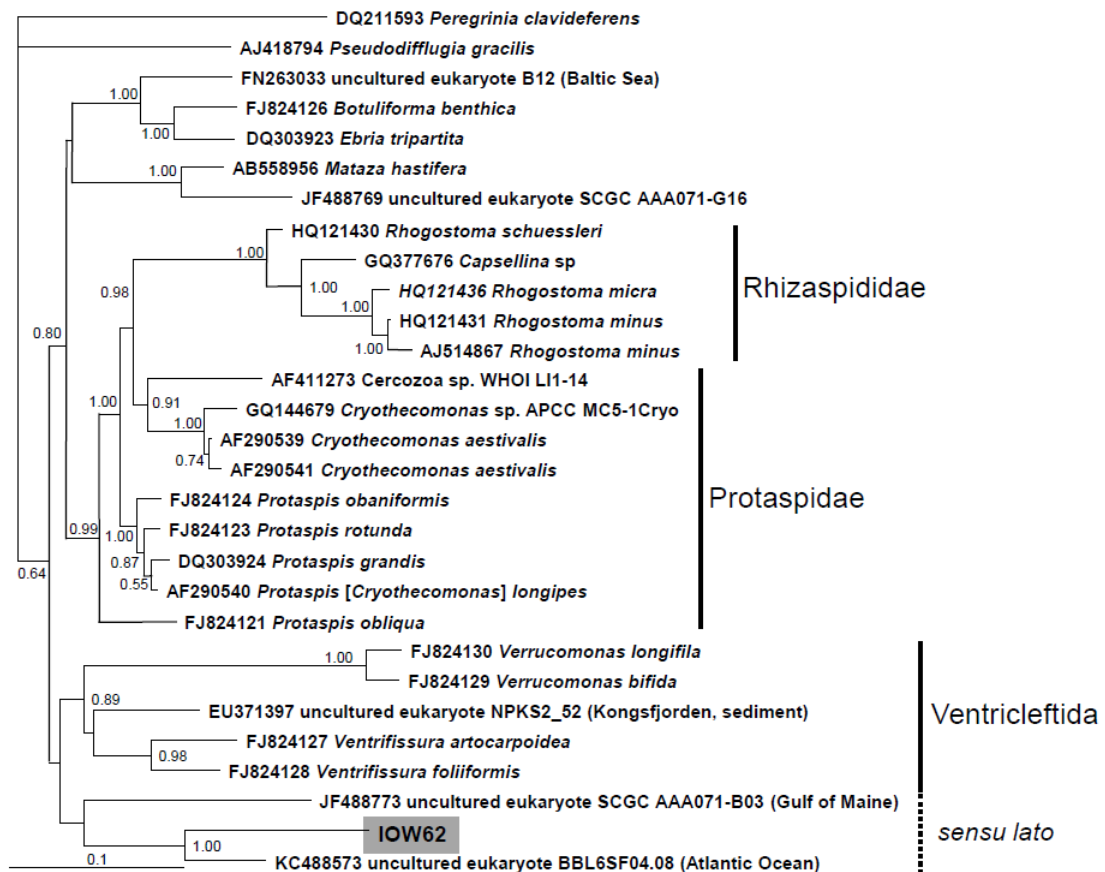 DQ211593 Peregrinia clavideferens
AJ418794 Pseudodifflugia gracilis
FN263033 uncultured eukaryote B12 (Baltic Sea)
1.00
FJ824126 Botuliforma benthica
1.00
DQ303923 Ebria tripartita
AB558956 Mataza hastifera
1.00
JF488769 uncultured eukaryote SCGC AAA071-G16
HQ121430 Rhogostoma schuessleri
1.00
GQ377676 Capsellina sp
0.98
1.00
HQ121436 Rhogostoma micra
Rhizaspididae
1.00
HQ121431 Rhogostoma minus
0.80
1.00
AJ514867 Rhogostoma minus
AF411273 Cercozoa sp. WHOI LI1-14
1.00
0.91
GQ144679 Cryothecomonas sp. APCC MC5-1Cryo
1.00
AF290539 Cryothecomonas aestivalis
0.74
AF290541 Cryothecomonas aestivalis
FJ824124 Protaspis obaniformis
Protaspidae
0.99
1.00
FJ824123 Protaspis rotunda
0.87
DQ303924 Protaspis grandis
0.64
0.55
AF290540 Protaspis [Cryothecomonas] longipes
FJ824121 Protaspis obliqua
FJ824130 Verrucomonas longifila
1.00
FJ824129 Verrucomonas bifida
0.89
EU371397 uncultured eukaryote NPKS2_52 (Kongsfjorden, sediment)
Ventricleftida
FJ824127 Ventrifissura artocarpoidea
0.98
FJ824128 Ventrifissura foliiformis
JF488773 uncultured eukaryote SCGC AAA071-B03 (Gulf of Maine)
IOW62
sensu lato
1.00
0.1
KC488573 uncultured eukaryote BBL6SF04.08 (Atlantic Ocean)